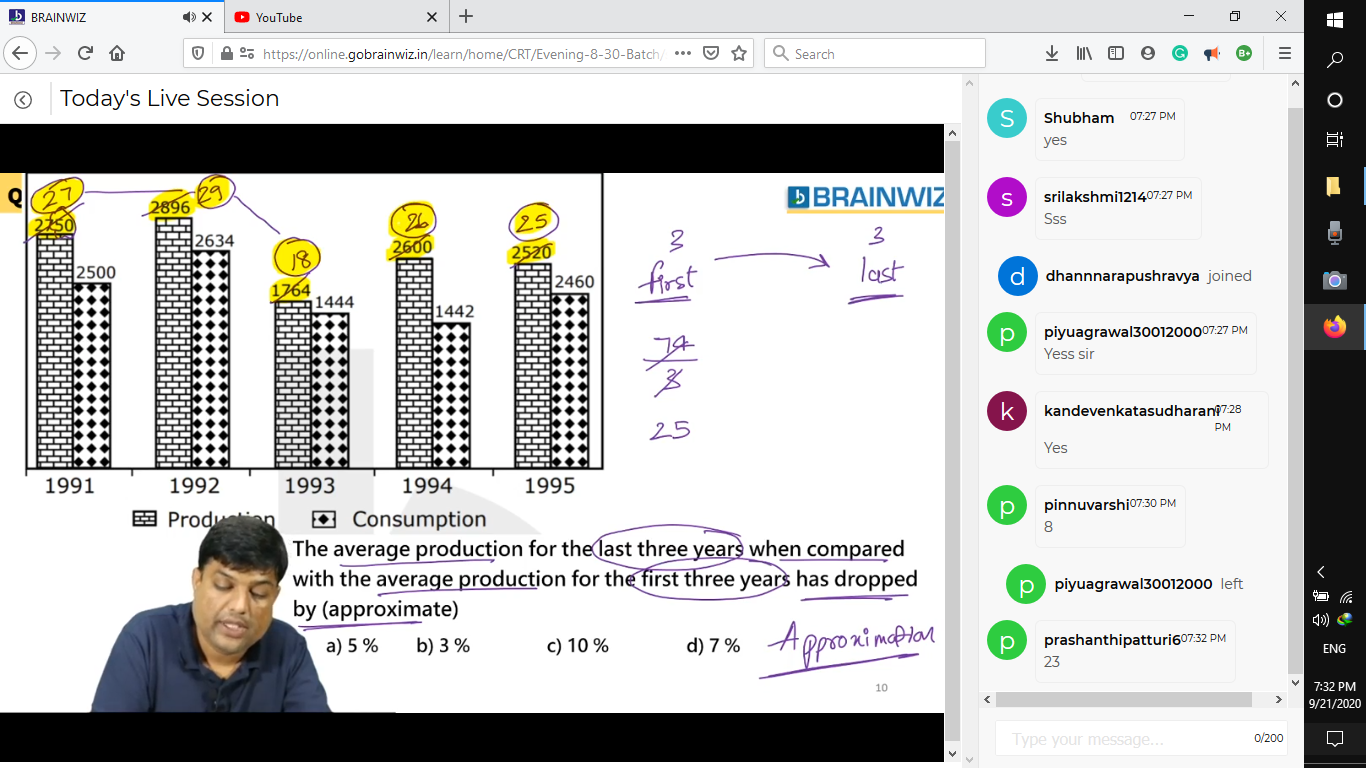 BRAINWIZ
YouTube
https://online.gobrainwiz.in/learn/home/CRT/Evening-8-30-Batch/
Search
Today's Live Session
Q
27
29
18
26
25
2750
2896
1764
2600
2520
2500
2634
1444
1442
2460
1991 1992 1993 1994 1995
Production Consumption
BRAINWIZ
3 3
first last
74
3
25
The average production for the last three years when compared
with the average production for the first three years has dropped
by (approximate)
a) 5 % b) 3 % c) 10 % d) 7 %
Approximation
10
S
Shubham 07:27 PM
yes
s
srilakshmi1214 07:27 PM
Sss
d
dhannnarapushravya joined
p
piyuagrawal30012000 07:27 PM
Yess sir
k
kandevenkatasudharani 07:28 PM
Yes
p
pinnuvarshi 07:30 PM
8
p
piyuagrawal30012000 left
p
prashanthipatturi6 07:32 PM
23
Type your message...
0/200
ENG
7:32 PM
9/21/2020